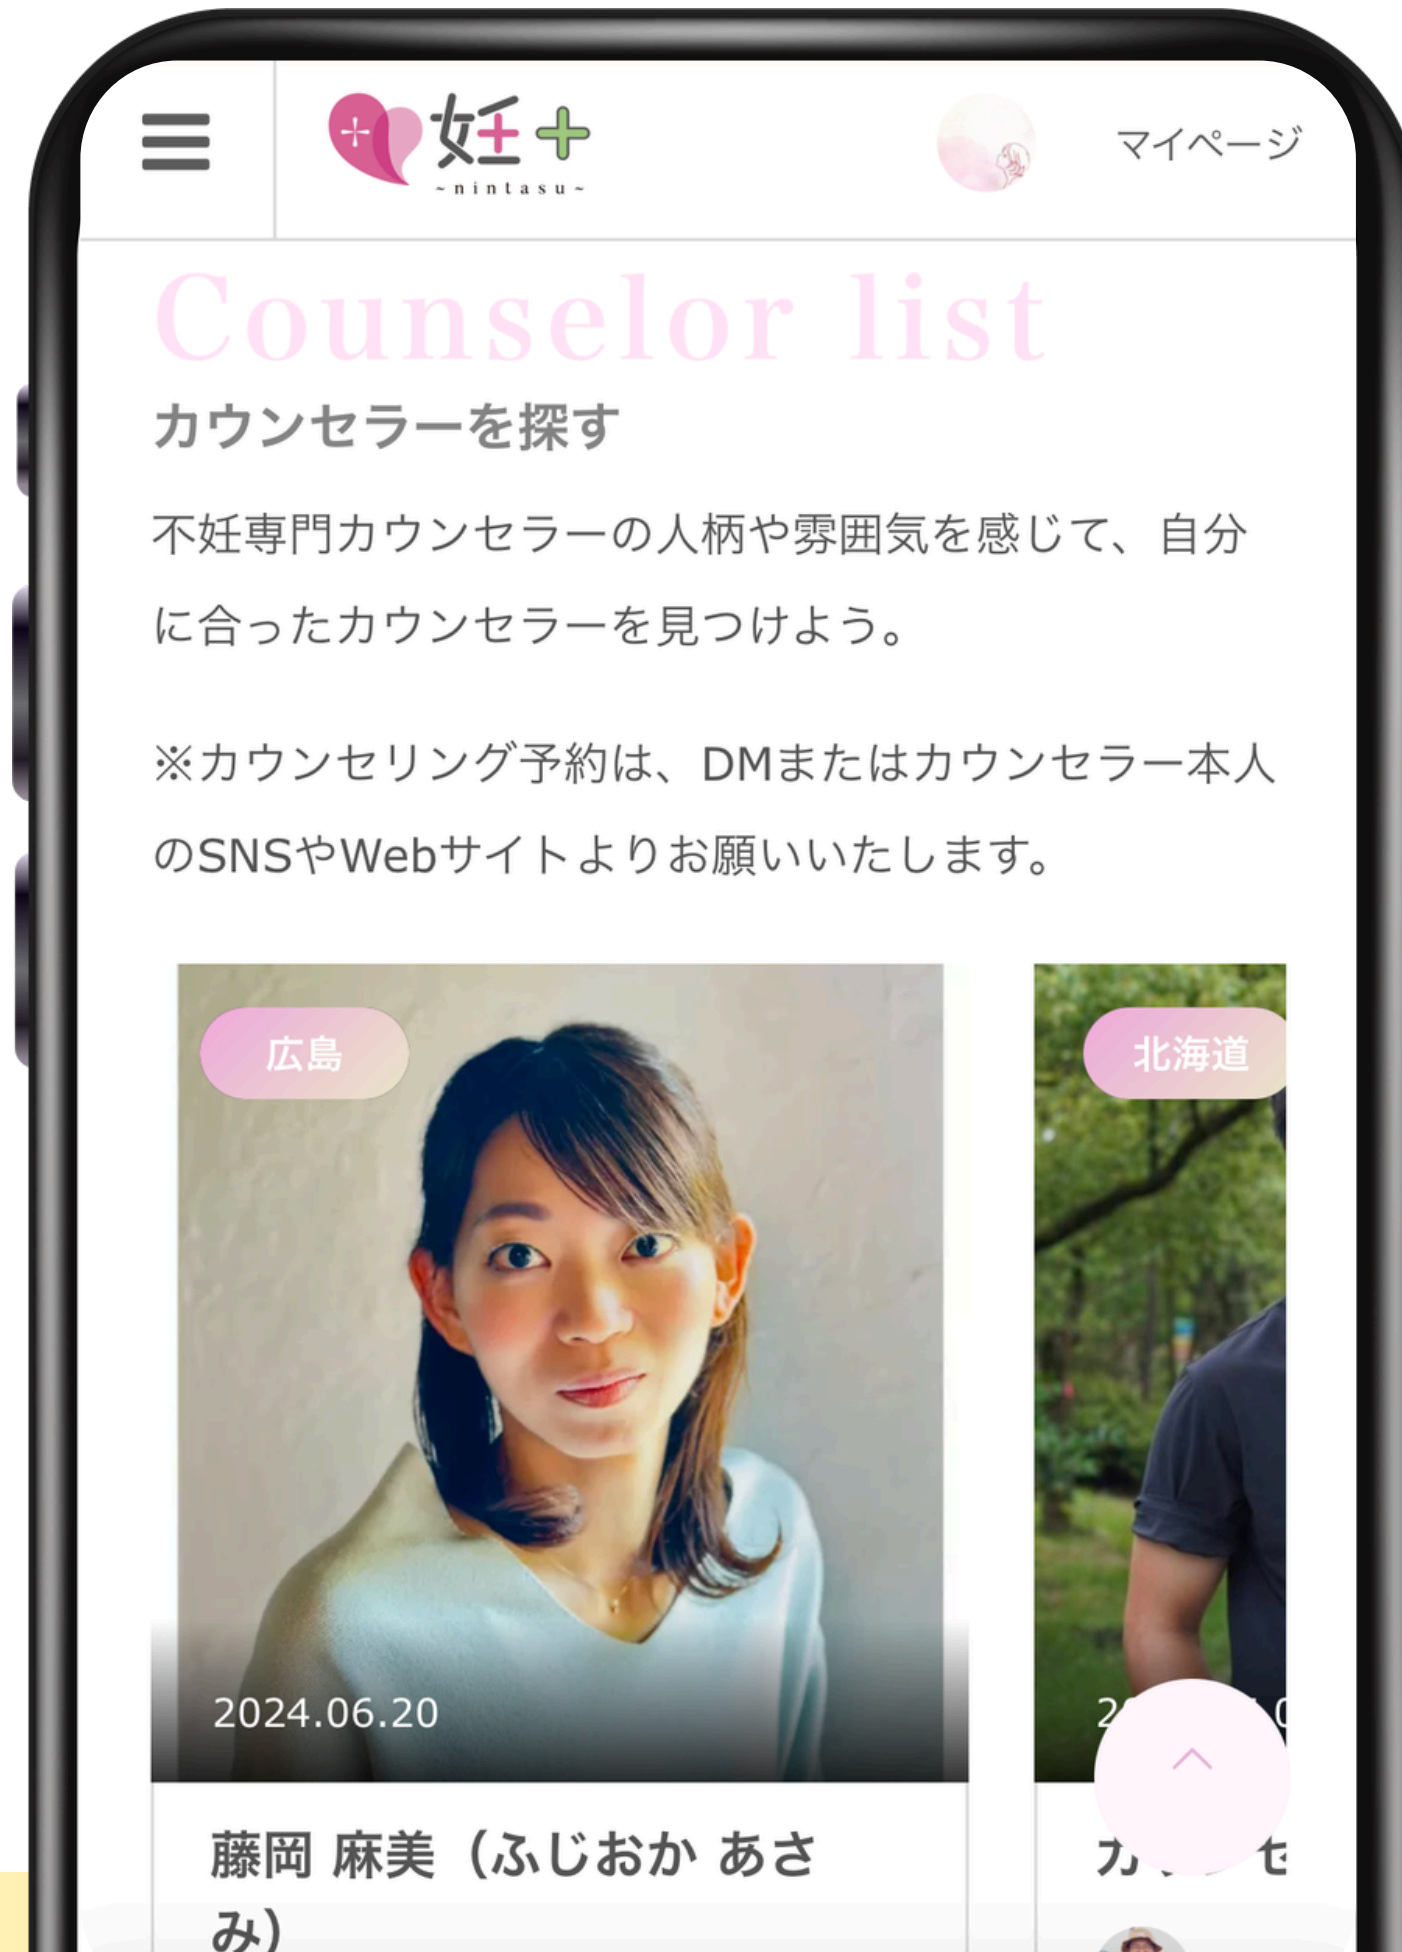 妊+
~nintasu~
マイページ
Counselor list
カウンセラーを探す
不妊専門カウンセラーの人柄や雰囲気を感じて、自分
に合ったカウンセラーを見つけよう。
※カウンセリング予約は、DMまたはカウンセラー本人
のSNSやWebサイトよりお願いいたします。
広島
2024.06.20
藤岡 麻美（ふじおか あさ
み）
北海道